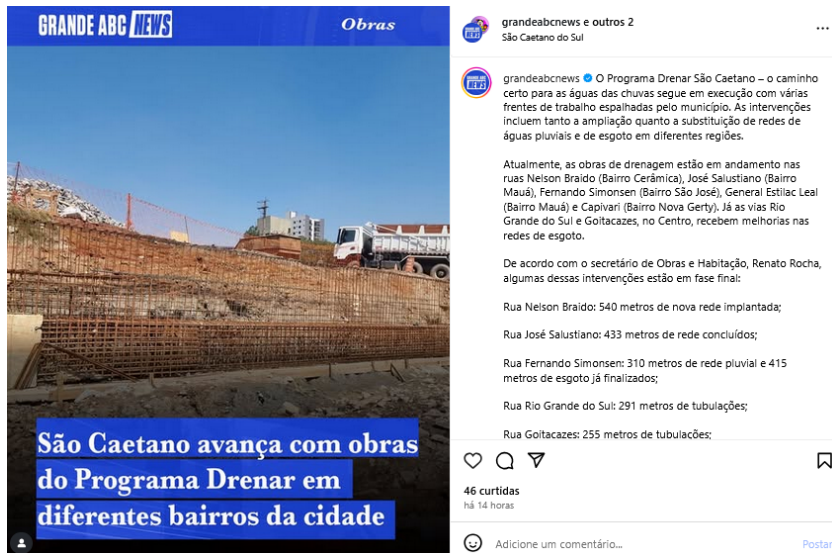 GRANDE ABC NEWS
Obras
São Caetano avança com obras
do Programa Drenar em
diferentes bairros da cidade
grandeabcnews e outros 2
São Caetano do Sul
grandeabcnews O Programa Drenar São Caetano – o caminho
certo para as águas das chuvas segue em execução com várias
frentes de trabalho espalhadas pelo município. As intervenções
incluem tanto a ampliação quanto a substituição de redes de
águas pluviais e de esgoto em diferentes regiões.
Atualmente, as obras de drenagem estão em andamento nas
ruas Nelson Braido (Bairro Cerâmica), José Salustiano (Bairro
Mauá), Fernando Simonsen (Bairro São José), General Estilac Leal
(Bairro Mauá) e Capivari (Bairro Nova Gerty). Já as vias Rio
Grande do Sul e Goitacazes, no Centro, recebem melhorias nas
redes de esgoto.
De acordo com o secretário de Obras e Habitação, Renato Rocha,
algumas dessas intervenções estão em fase final:
Rua Nelson Braido: 540 metros de nova rede implantada;
Rua José Salustiano: 433 metros de rede concluídos;
Rua Fernando Simonsen: 310 metros de rede pluvial e 415
metros de esgoto já finalizados;
Rua Rio Grande do Sul: 291 metros de tubulações;
Rua Goitacazes: 255 metros de tubulações;
46 curtidas
há 14 horas
Adicione um comentário...
Postar